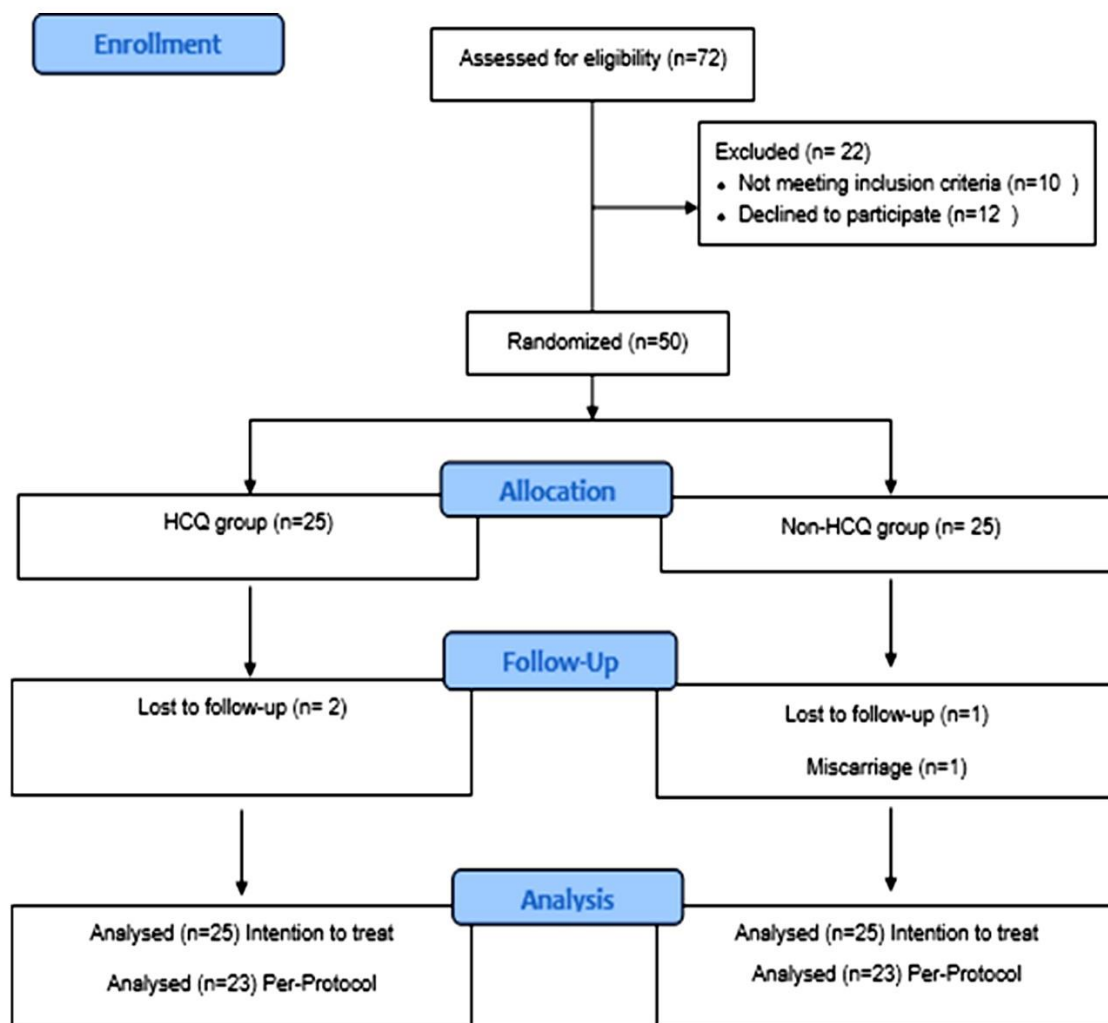 Enrollment
Assessed for eligibility (n=72)
Excluded (n= 22)
• Not meeting inclusion criteria (n=10 )
• Declined to participate (n=12 )
Randomized (n=50)
Allocation
HCQ group (n=25)
Non-HCQ group (n= 25)
Follow-Up
Lost to follow-up (n= 2)
Lost to follow-up (n=1)
Miscarriage (n=1)
Analysis
Analysed (n=25) Intention to treat
Analysed (n=23) Per-Protocol
Analysed (n=25) Intention to treat
Analysed (n=23) Per-Protocol